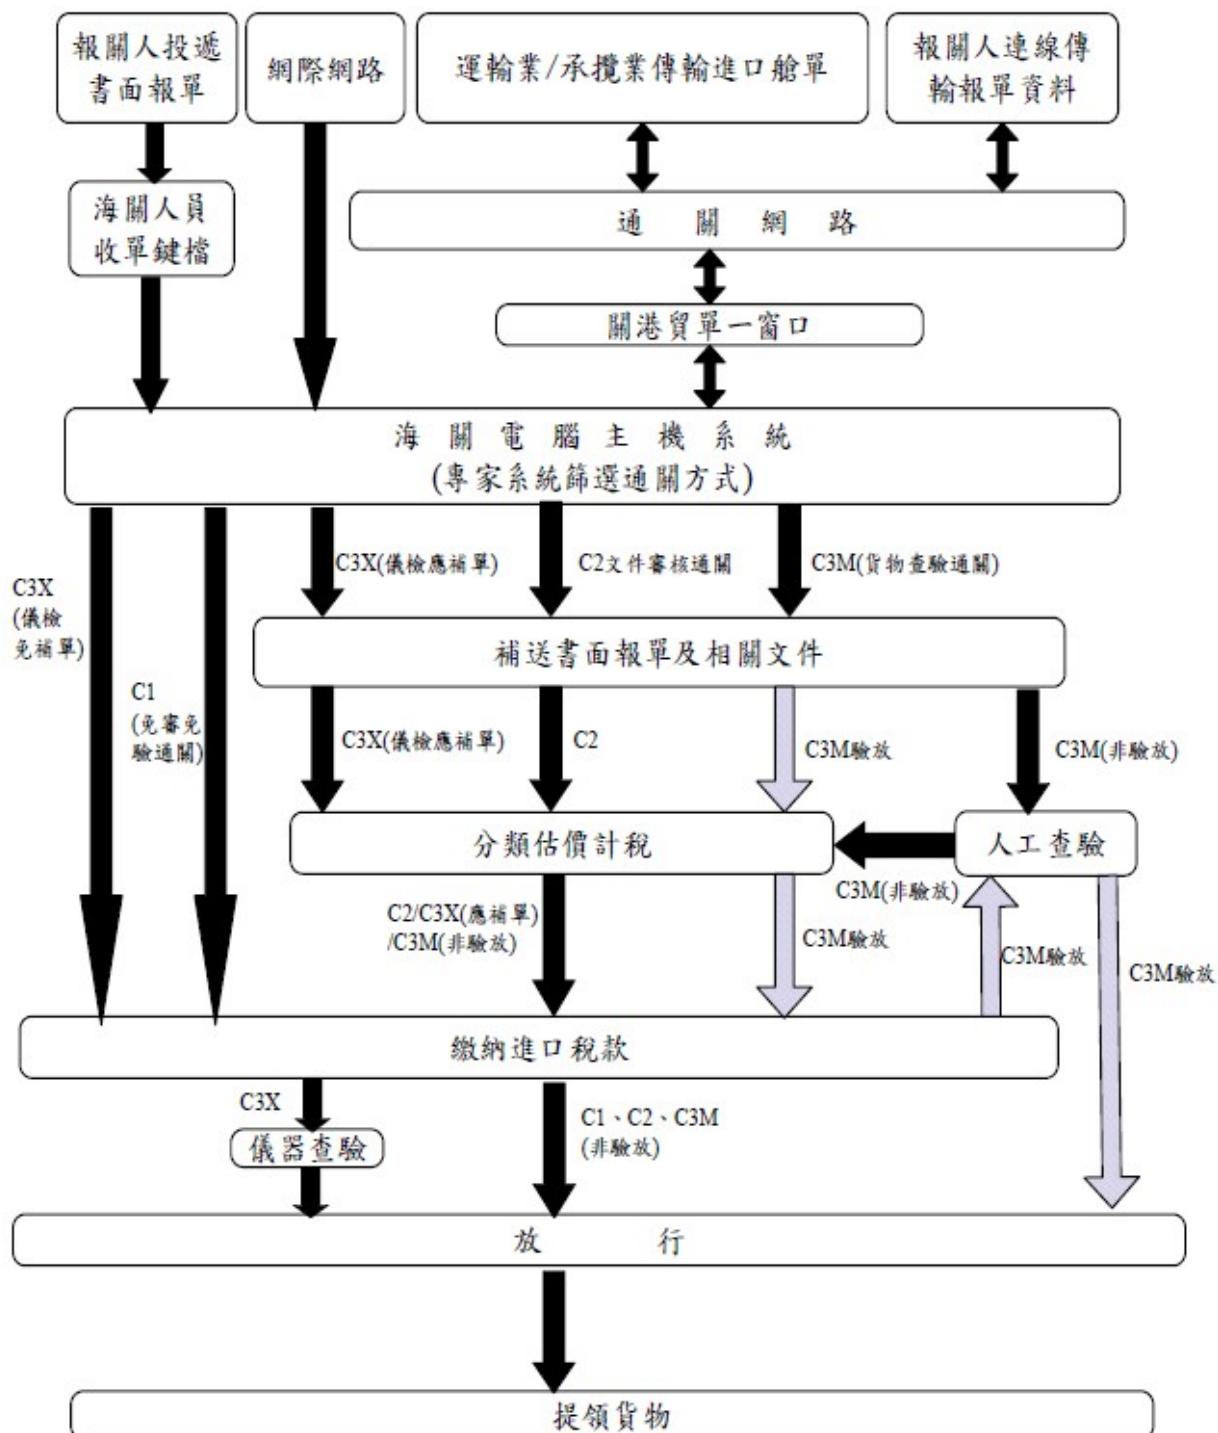 報關人投遞
書面報單
網際網路
運輸業/承攬業傳輸進口艙單
報關人連線傳
輸報單資料
海關人員
收單鍵檔
通關網路
關港貿單一窗口
海關電腦主機系統
(專家系統篩選通關方式)
C3X
(儀檢
免補單)
C1
(免審免
驗通關)
C3X(儀檢應補單)
C2文件審核通關
C3M(貨物查驗通關)
補送書面報單及相關文件
C3X(儀檢應補單)
C2
C3M驗放
C3M(非驗放)
分類估價計稅
人工查驗
C3M(非驗放)
C2/C3X(應補單)
/C3M(非驗放)
C3M驗放
C3M驗放
C3M驗放
繳納進口稅款
C3X
儀器查驗
C1、C2、C3M
(非驗放)
放行
提領貨物